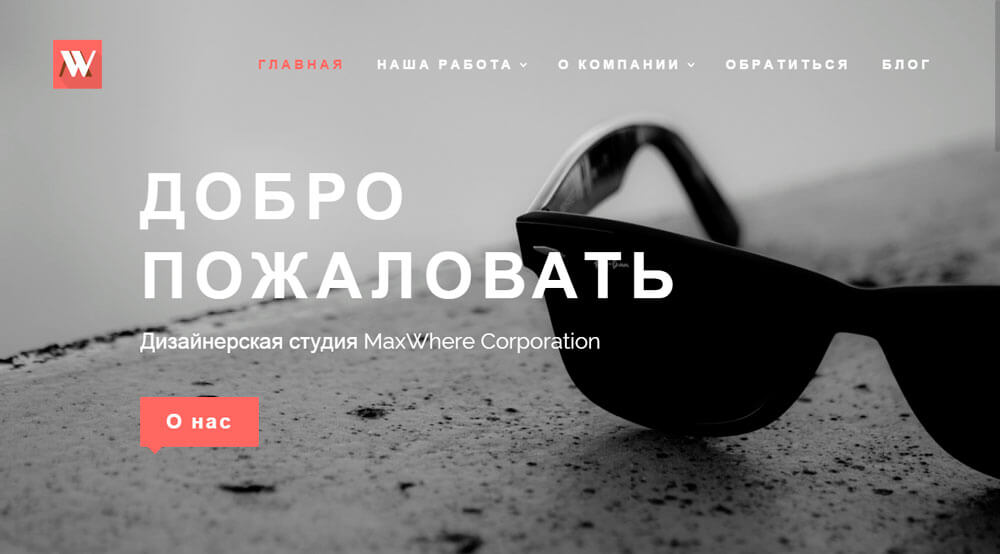 ГЛАВНАЯ НАША РАБОТА О КОМПАНИИ ОБРАТИТЬСЯ БЛОГ
ДОБРО
ПОЖАЛОВАТЬ
Дизайнерская студия MaxWhere Corporation
О нас